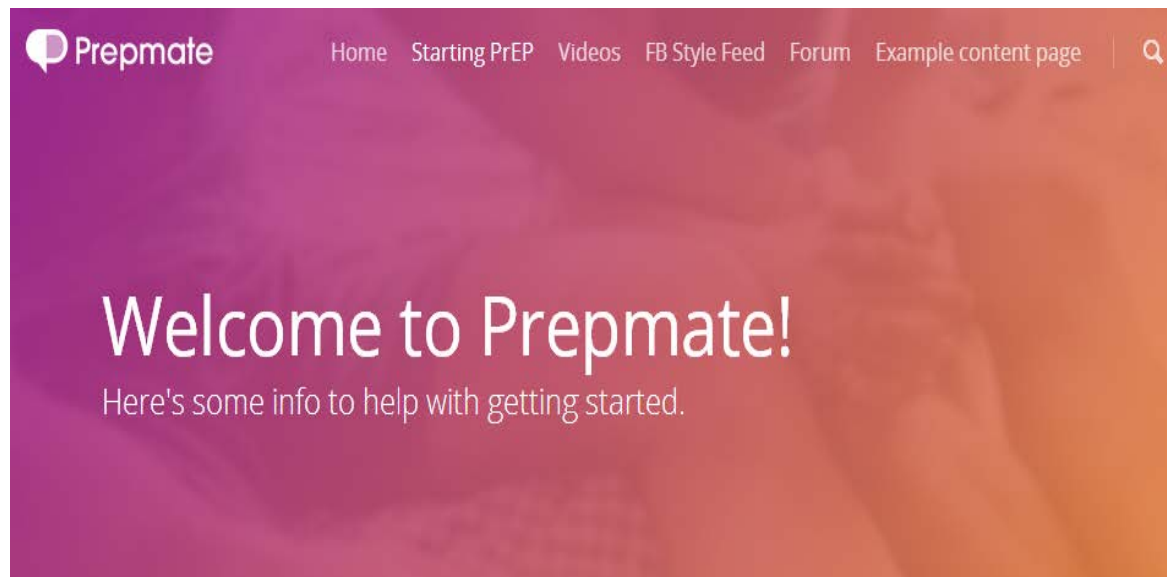 Prepmate Home Starting PrEP Videos FB Style Feed Forum Example content page
Welcome to Prepmate!
Here's some info to help with getting started.